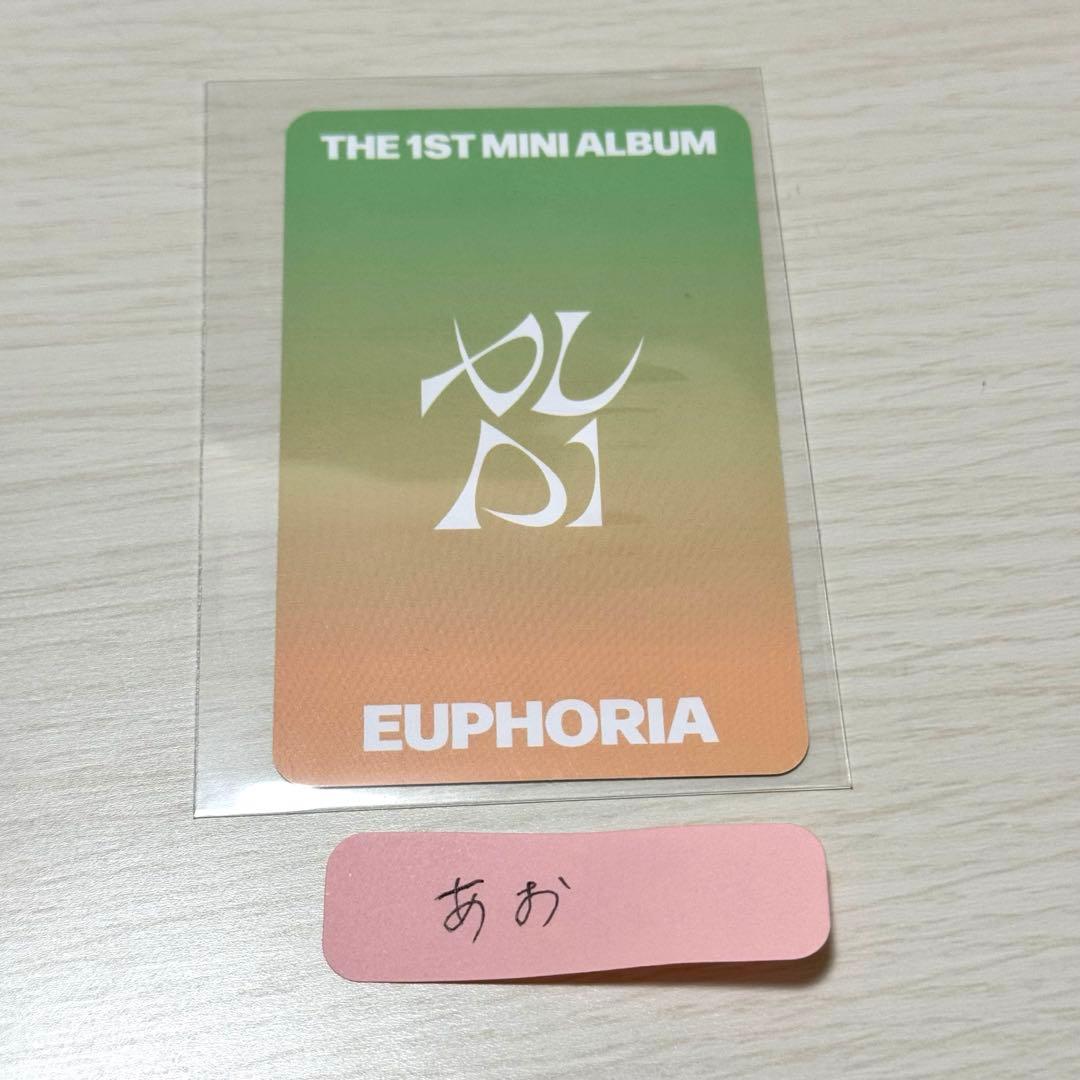 THE 1ST MINI ALBUM
EUPHORIA
あお